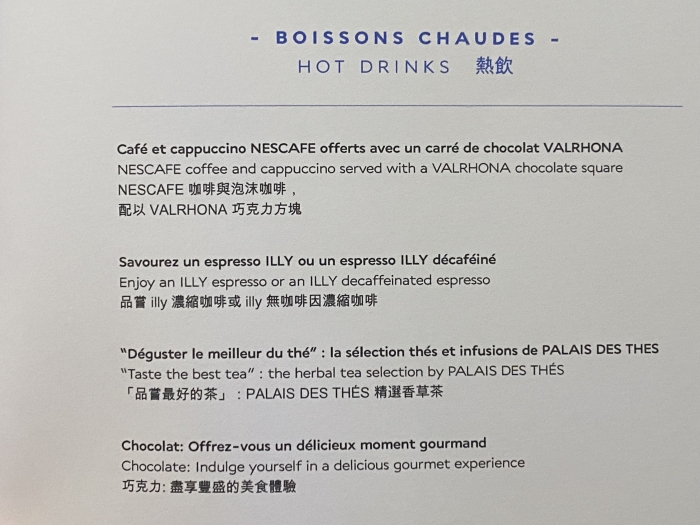 - BOISSONS CHAUDES -
HOT DRINKS 熱飲
Café et cappuccino NESCAFE offerts avec un carré de chocolat VALRHONA
NESCAFE coffee and cappuccino served with a VALRHONA chocolate square
NESCAFE 咖啡與泡沫咖啡，
配以 VALRHONA 巧克力方塊
Savourez un espresso ILLY ou un espresso ILLY décaféiné
Enjoy an ILLY espresso or an ILLY decaffeinated espresso
品嘗 illy 濃縮咖啡或 illy 無咖啡因濃縮咖啡
"Déguster le meilleur du thé" : la sélection thés et infusions de PALAIS DES THES
"Taste the best tea" : the herbal tea selection by PALAIS DES THÉS
「品嘗最好的茶」：PALAIS DES THÉS 精選香草茶
Chocolat: Offrez-vous un délicieux moment gourmand
Chocolate: Indulge yourself in a delicious gourmet experience
巧克力: 盡享豐盛的美食體驗